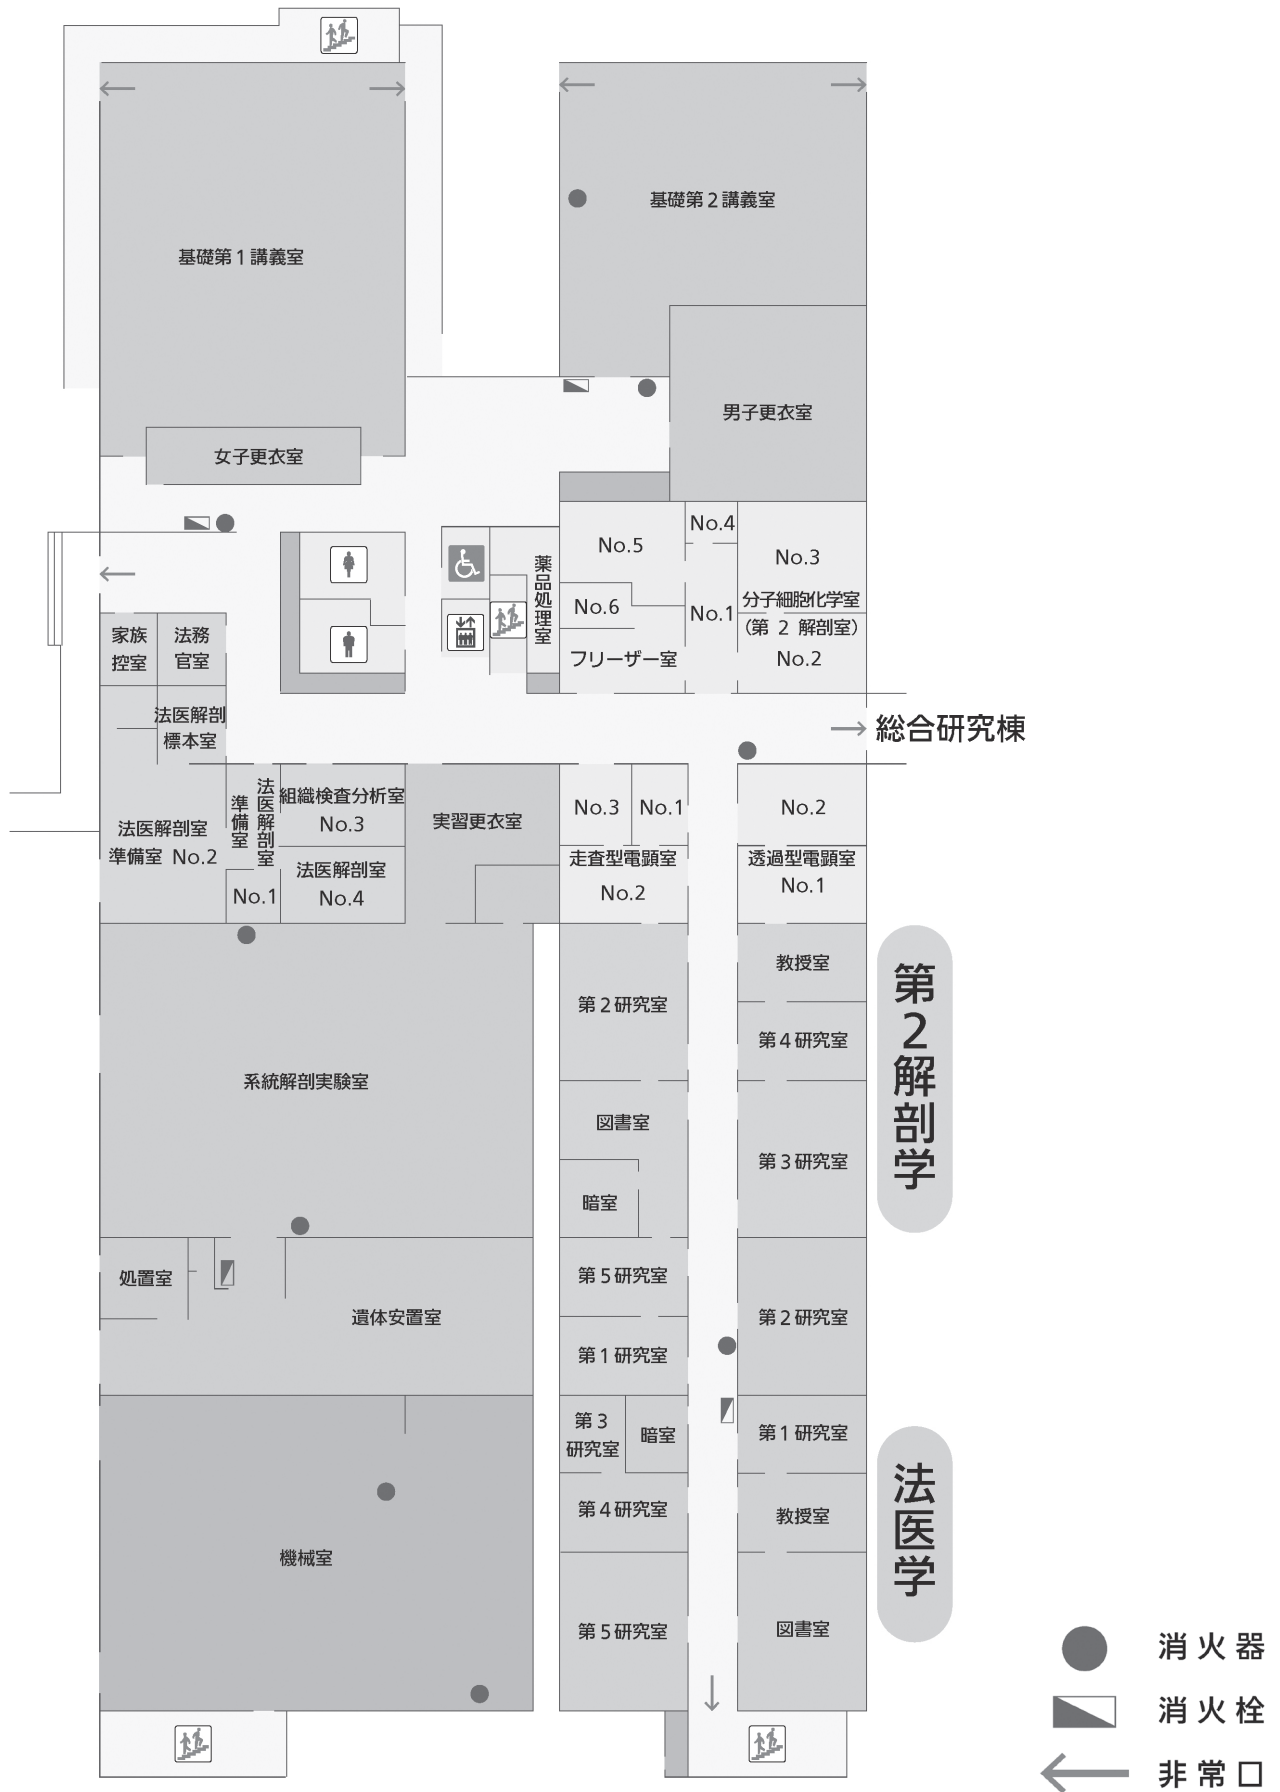 基礎第1講義室
基礎第2講義室
男子更衣室
女子更衣室
No.5
No.4
No.3
分子細胞化学室
（第2解剖室）
No.6
No.1
No.2
フリーザー室
薬品処理室
家族
控室
法務
官室
法医解剖
標本室
総合研究棟
法医解剖室
準備室 No.2
法医解剖室
準備室
No.1
組織検査分析室
No.3
法医解剖室
No.4
実習更衣室
No.3
No.1
走査型電顕室
No.2
No.2
透過型電顕室
No.1
第2研究室
教授室
第4研究室
第2解剖学
系統解剖実験室
図書室
暗室
第3研究室
処置室
遺体安置室
第5研究室
第2研究室
第1研究室
第3
研究室
暗室
第1研究室
第4研究室
教授室
法医学
機械室
第5研究室
図書室
消火器
消火栓
非常口